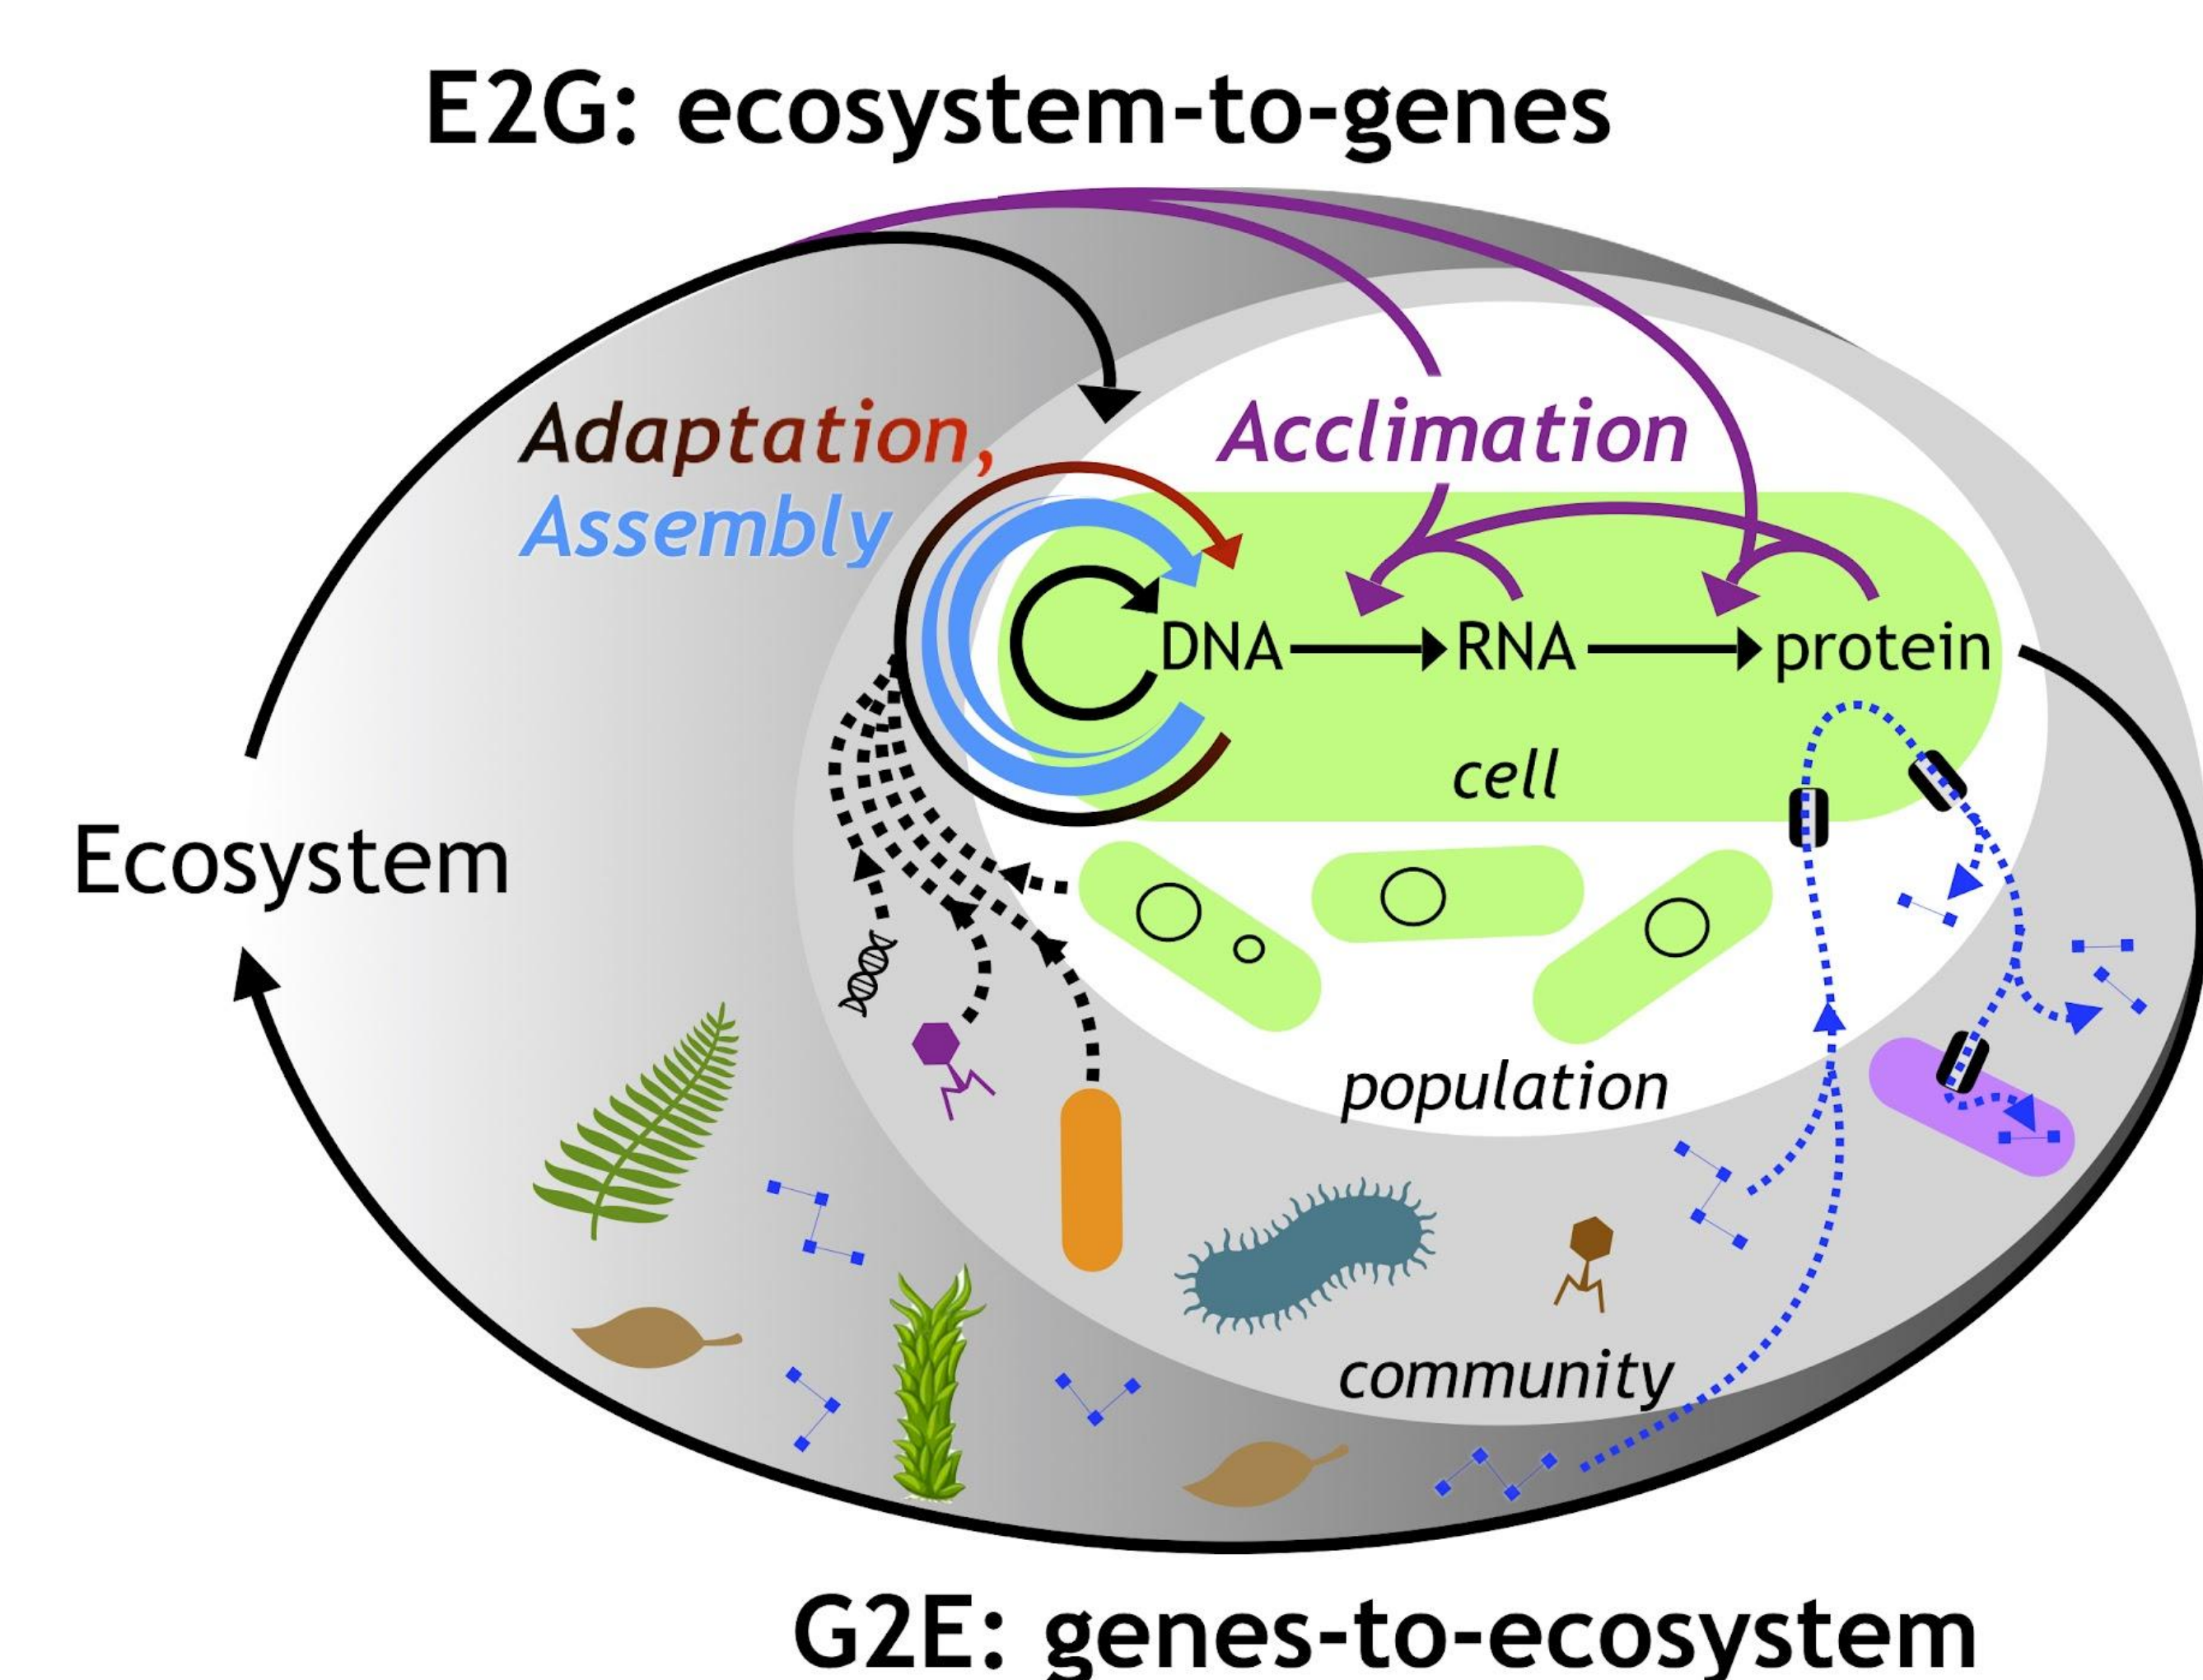 E2G: ecosystem-to-genes
Adaptation,
Assembly
Acclimation
DNA RNA protein
cell
Ecosystem
population
community
G2E: genes-to-ecosystem